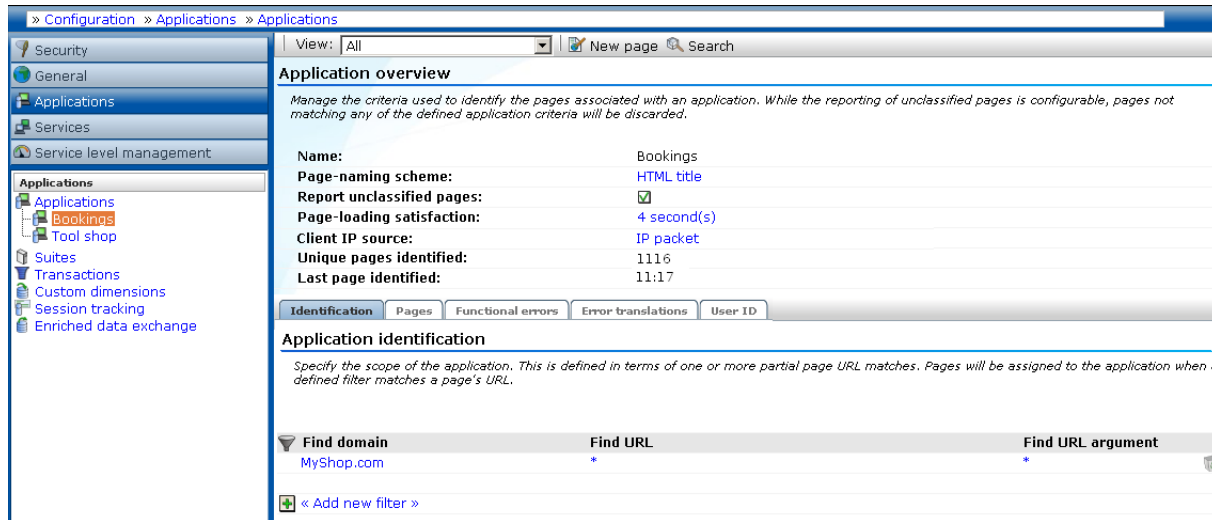 » Configuration » Applications » Applications
Security
General
Applications
Services
Service level management
Applications
Applications
Bookings
Tool shop
Suites
Transactions
Custom dimensions
Session tracking
Enriched data exchange
View: All New page Search
Application overview
Manage the criteria used to identify the pages associated with an application. While the reporting of unclassified pages is configurable, pages not
matching any of the defined application criteria will be discarded.
Name: Bookings
Page-naming scheme: HTML title
Report unclassified pages:
Page-loading satisfaction: 4 second(s)
Client IP source: IP packet
Unique pages identified: 1116
Last page identified: 11:17
Identification Pages Functional errors Error translations User ID
Application identification
Specify the scope of the application. This is defined in terms of one or more partial page URL matches. Pages will be assigned to the application when
defined filter matches a page's URL.
Find domain Find URL Find URL argument
MyShop.com * *
« Add new filter »